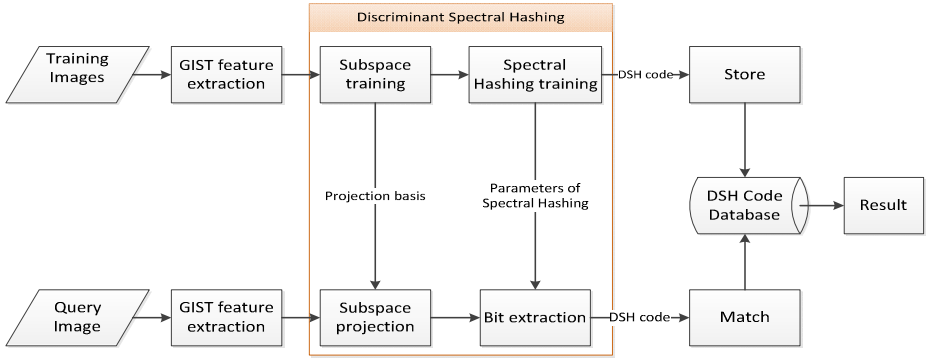 Discriminant Spectral Hashing
Training
Images
GIST feature
extraction
Subspace
training
Spectral
Hashing training
DSH code
Store
Projection basis
Parameters of
Spectral Hashing
DSH Code
Database
Result
Query
Image
GIST feature
extraction
Subspace
projection
Bit extraction
DSH code
Match